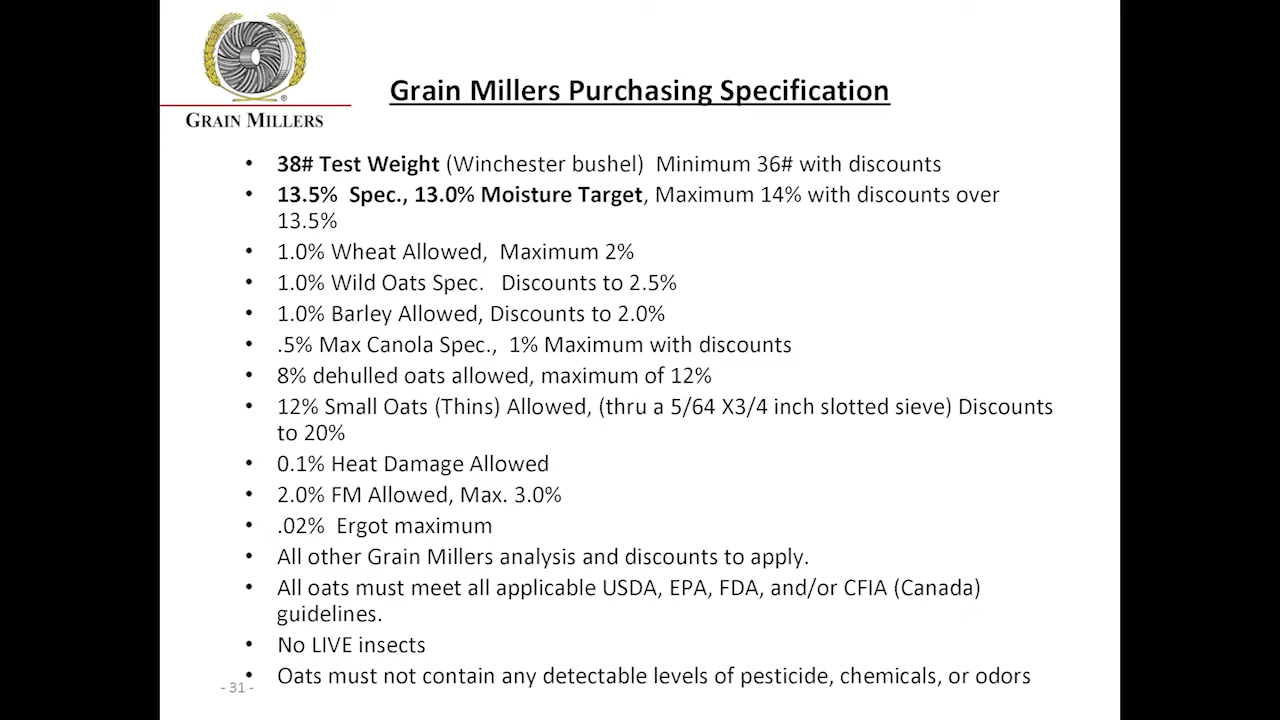 GRAIN MILLERS
®
Grain Millers Purchasing Specification
• 38# Test Weight (Winchester bushel)  Minimum 36# with discounts
• 13.5%  Spec., 13.0% Moisture Target, Maximum 14% with discounts over
13.5%
• 1.0% Wheat Allowed,  Maximum 2%
• 1.0% Wild Oats Spec.   Discounts to 2.5%
• 1.0% Barley Allowed, Discounts to 2.0%
• .5% Max Canola Spec.,  1% Maximum with discounts
• 8% dehulled oats allowed, maximum of 12%
• 12% Small Oats (Thins) Allowed, (thru a 5/64 X3/4 inch slotted sieve) Discounts
to 20%
• 0.1% Heat Damage Allowed
• 2.0% FM Allowed, Max. 3.0%
• .02%  Ergot maximum
• All other Grain Millers analysis and discounts to apply.
• All oats must meet all applicable USDA, EPA, FDA, and/or CFIA (Canada)
guidelines.
• No LIVE insects
• Oats must not contain any detectable levels of pesticide, chemicals, or odors
- 31 -